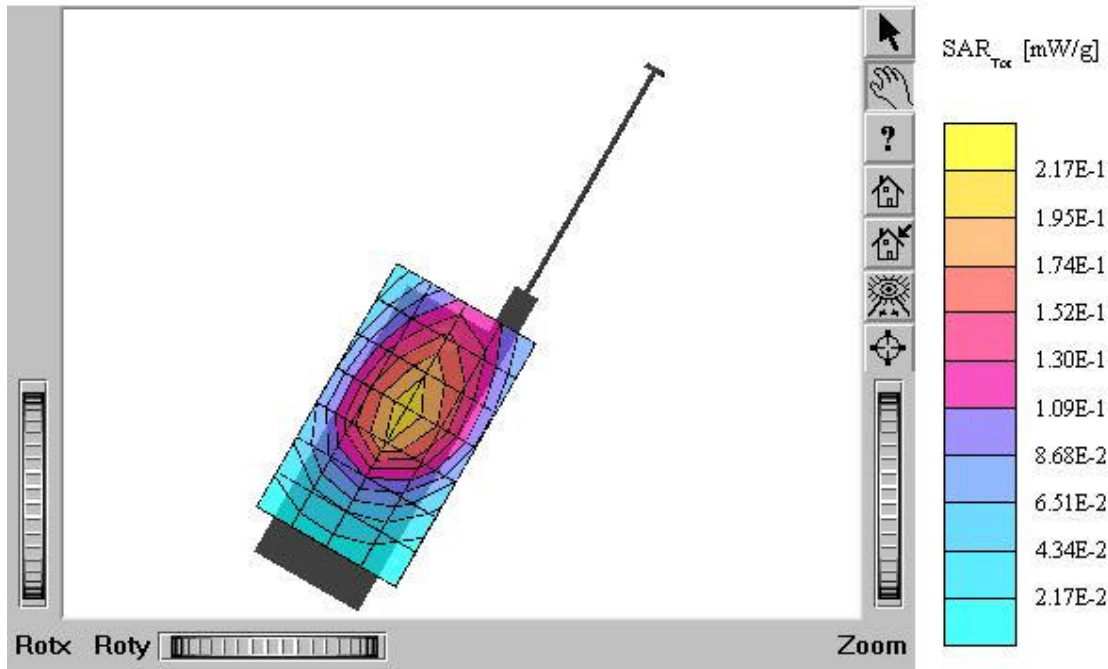 SAR_Tot [mW/g]
?
2.17E-1
1.95E-1
1.74E-1
1.52E-1
1.30E-1
1.09E-1
8.68E-2
6.51E-2
4.34E-2
2.17E-2
Rotx Roty Zoom